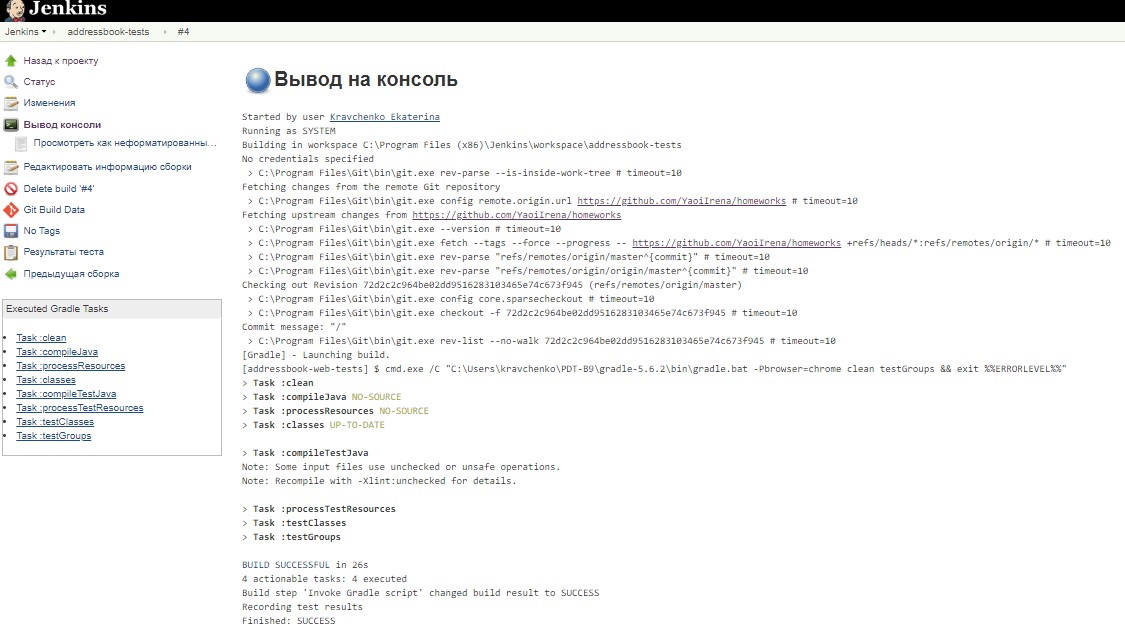 Jenkins
Jenkins addressbook-tests #4
Назад к проекту
Статус
Изменения
Вывод консоли
Просмотреть как неформатированны...
Редактировать информацию сборки
Delete build '#4'
Git Build Data
No Tags
Результаты теста
Предыдущая сборка
Executed Gradle Tasks
Task :clean
Task :compileJava
Task :processResources
Task :classes
Task :compileTestJava
Task :processTestResources
Task :testClasses
Task :testGroups
Вывод на консоль
Started by user Kravchenko Ekaterina
Running as SYSTEM
Building in workspace C:\Program Files (x86)\Jenkins\workspace\addressbook-tests
No credentials specified
> C:\Program Files\Git\bin\git.exe rev-parse --is-inside-work-tree # timeout=10
Fetching changes from the remote Git repository
> C:\Program Files\Git\bin\git.exe config remote.origin.url https://github.com/YaoiIrena/homeworks # timeout=10
Fetching upstream changes from https://github.com/YaoiIrena/homeworks
> C:\Program Files\Git\bin\git.exe --version # timeout=10
> C:\Program Files\Git\bin\git.exe fetch --tags --force --progress -- https://github.com/YaoiIrena/homeworks +refs/heads/*:refs/remotes/origin/* # timeout=10
> C:\Program Files\Git\bin\git.exe rev-parse "refs/remotes/origin/master^{commit}" # timeout=10
> C:\Program Files\Git\bin\git.exe rev-parse "refs/remotes/origin/origin/master^{commit}" # timeout=10
Checking out Revision 72d2c2c964be02dd9516283103465e74c673f945 (refs/remotes/origin/master)
> C:\Program Files\Git\bin\git.exe config core.sparsecheckout # timeout=10
> C:\Program Files\Git\bin\git.exe checkout -f 72d2c2c964be02dd9516283103465e74c673f945 # timeout=10
Commit message: "/"
> C:\Program Files\Git\bin\git.exe rev-list --no-walk 72d2c2c964be02dd9516283103465e74c673f945 # timeout=10
[Gradle] - Launching build.
[addressbook-web-tests] $ cmd.exe /C "C:\Users\kravchenko\PDT-B9\gradle-5.6.2\bin\gradle.bat -Pbrowser=chrome clean testGroups && exit %%ERRORLEVEL%%"
> Task :clean
> Task :compileJava NO-SOURCE
> Task :processResources NO-SOURCE
> Task :classes UP-TO-DATE
> Task :compileTestJava
Note: Some input files use unchecked or unsafe operations.
Note: Recompile with -Xlint:unchecked for details.
> Task :processTestResources
> Task :testClasses
> Task :testGroups
BUILD SUCCESSFUL in 26s
4 actionable tasks: 4 executed
Build step 'Invoke Gradle script' changed build result to SUCCESS
Recording test results
Finished: SUCCESS